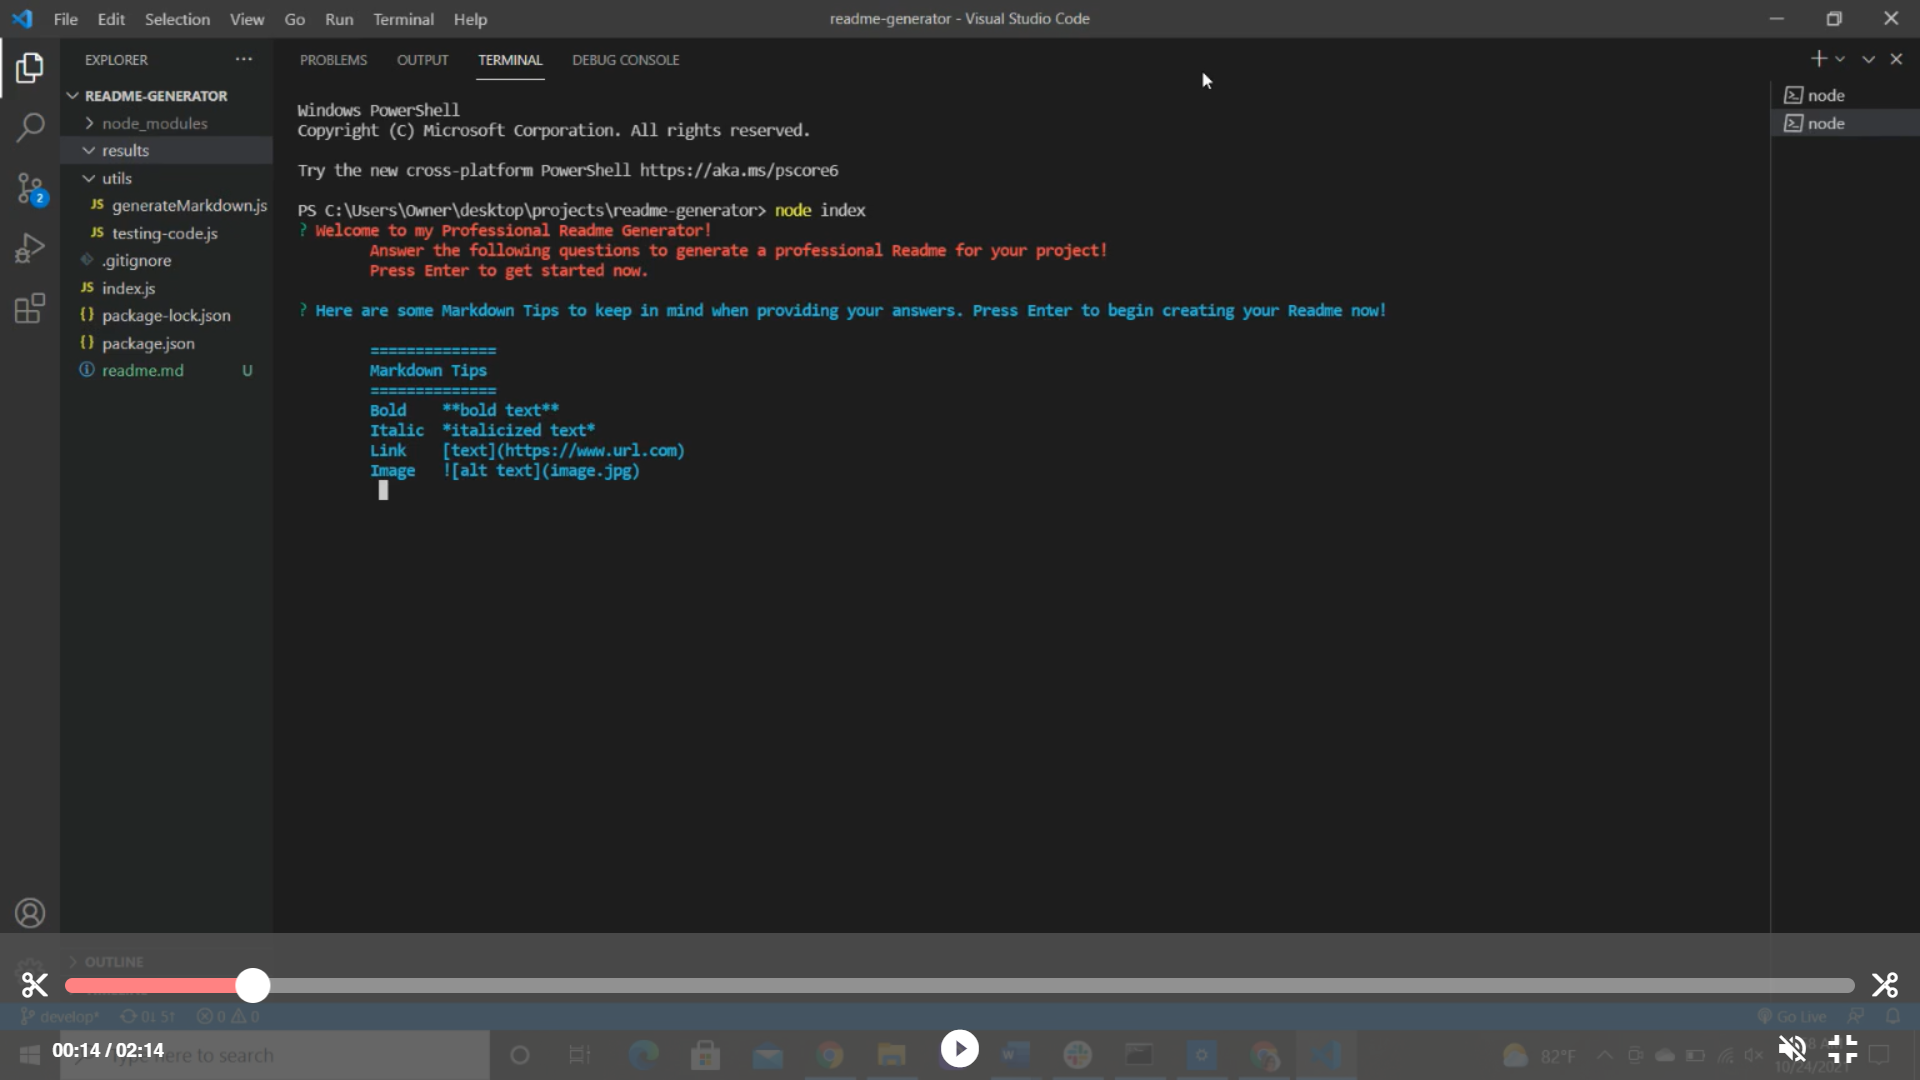 File Edit Selection View Go Run Terminal Help
readme-generator - Visual Studio Code
EXPLORER
README-GENERATOR
node_modules
results
utils
JS generateMarkdown.js
JS testing-code.js
.gitignore
JS index.js
{} package-lock.json
{} package.json
readme.md U
2
PROBLEMS OUTPUT TERMINAL DEBUG CONSOLE
node
node
Windows PowerShell
Copyright (C) Microsoft Corporation. All rights reserved.
Try the new cross-platform PowerShell https://aka.ms/pscore6
PS C:\Users\Owner\desktop\projects\readme-generator> node index
? Welcome to my Professional Readme Generator!
Answer the following questions to generate a professional Readme for your project!
Press Enter to get started now.
? Here are some Markdown Tips to keep in mind when providing your answers. Press Enter to begin creating your Readme now!
==============
Markdown Tips
==============
Bold **bold text**
Italic *italicized text*
Link [text](https://www.url.com)
Image ![alt text](image.jpg)
OUTLINE
develop* 0↓ 5↑ 0 0
Go Live
00:14 / 02:14
here to search
82°F